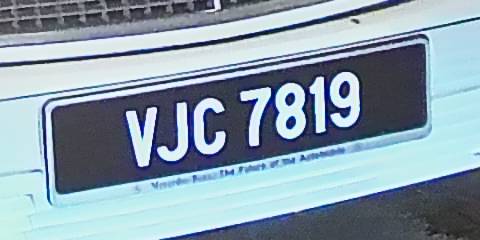 VJC 7819
Mercedes-Benz: The Future of the Automobile